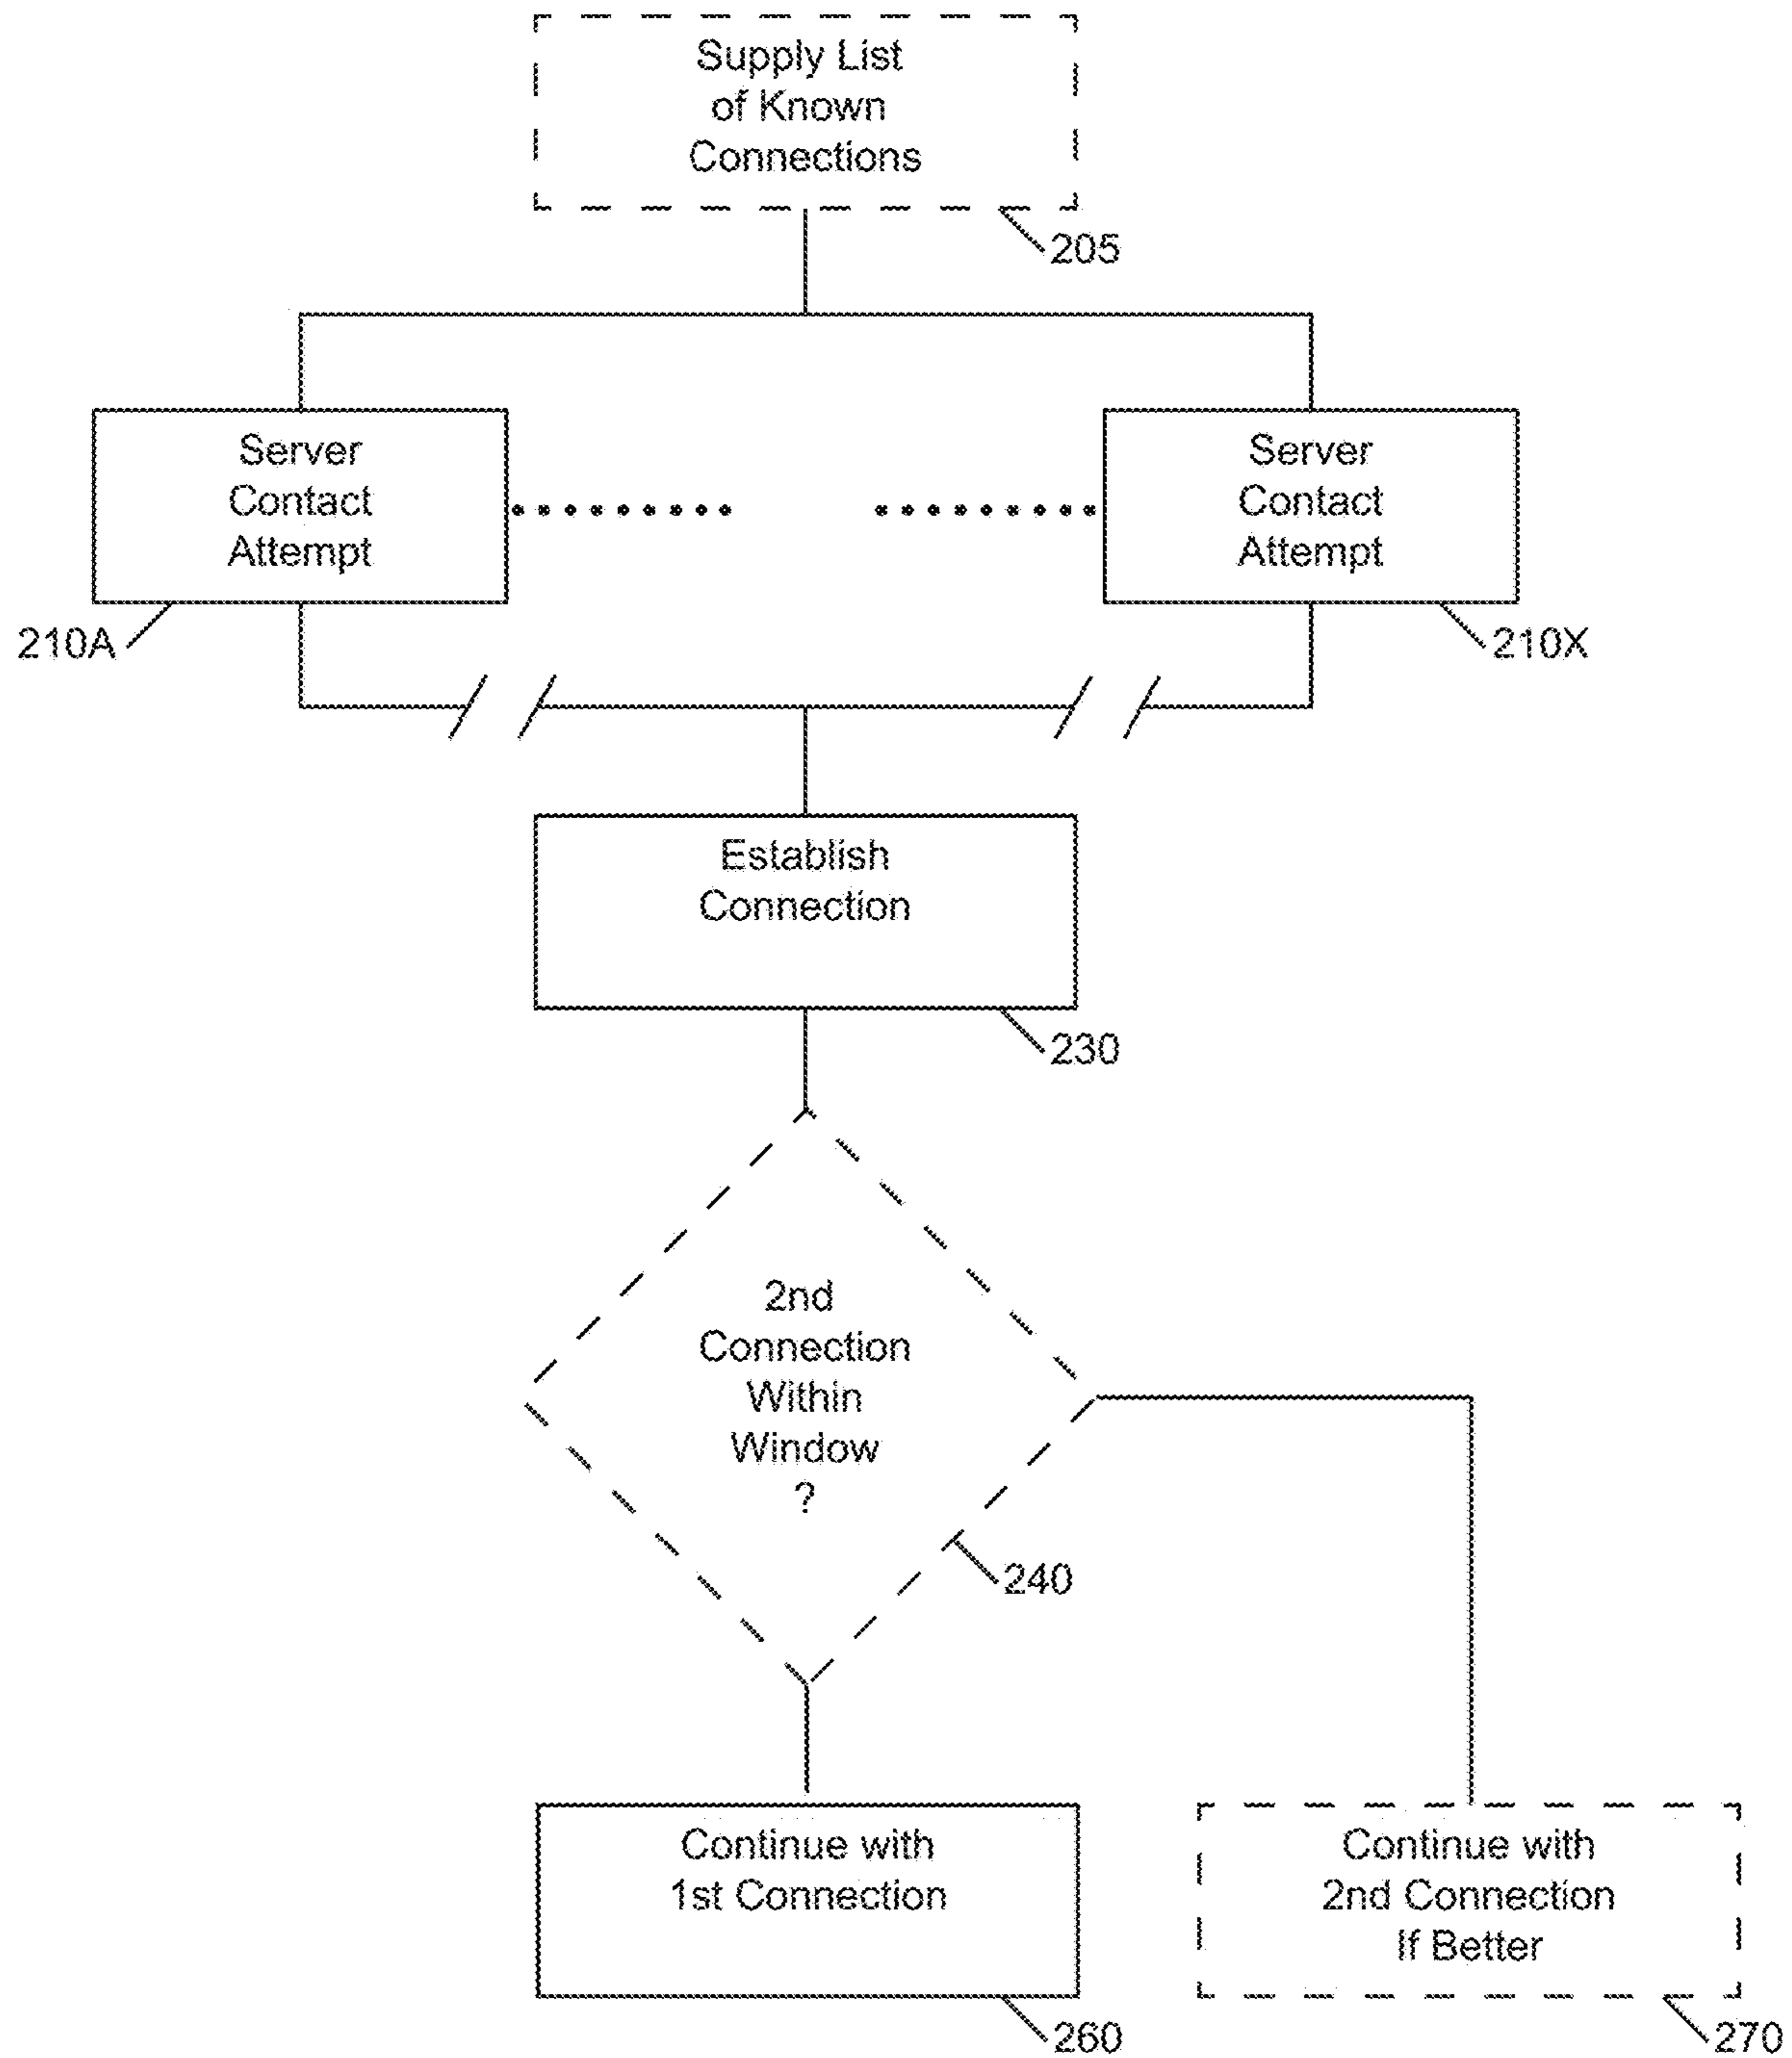 Supply List
of Known
Connections
205
Server
Contact
Attempt
210A
Server
Contact
Attempt
210X
Establish
Connection
230
2nd
Connection
Within
Window
?
240
Continue with
1st Connection
260
Continue with
2nd Connection
If Better
270